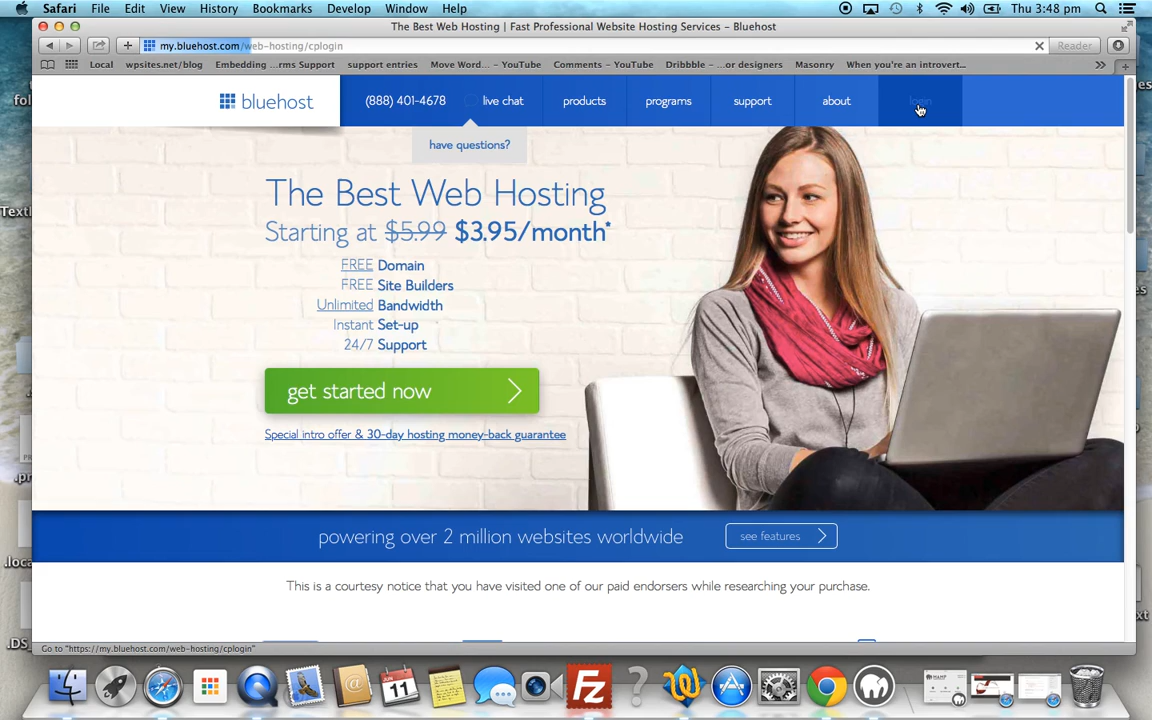 Safari File Edit View History Bookmarks Develop Window Help Thu 3:48 pm
The Best Web Hosting | Fast Professional Website Hosting Services – Bluehost
my.bluehost.com/web-hosting/cplogin Reader
Local wpsites.net/blog Embedding ...rms Support support entries Move Word... – YouTube Comments – YouTube Dribbble – ...or designers Masonry When you're an introvert...
bluehost (888) 401-4678 live chat products programs support about login
have questions?
The Best Web Hosting
Starting at $5.99 $3.95/month*
FREE Domain
FREE Site Builders
Unlimited Bandwidth
Instant Set-up
24/7 Support
get started now
Special intro offer & 30-day hosting money-back guarantee
powering over 2 million websites worldwide see features
This is a courtesy notice that you have visited one of our paid endorsers while researching your purchase.
Go to "https://my.bluehost.com/web-hosting/cplogin"
.DS_
JUN
11
Fz